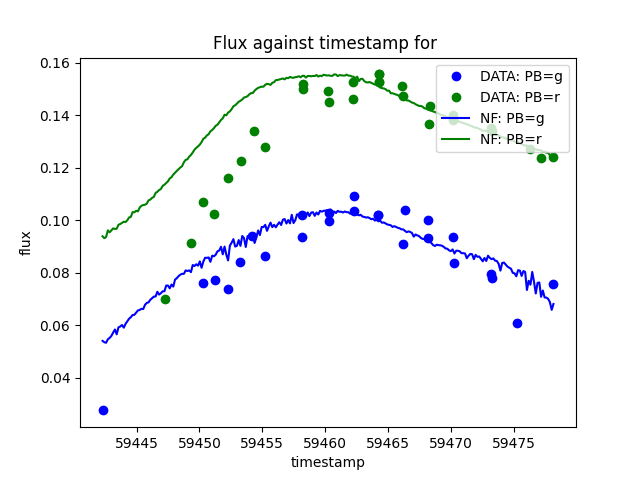 Flux against timestamp for
flux
0.16
0.14
0.12
0.10
0.08
0.06
0.04
DATA: PB=g
DATA: PB=r
NF: PB=g
NF: PB=r
59445 59450 59455 59460 59465 59470 59475
timestamp